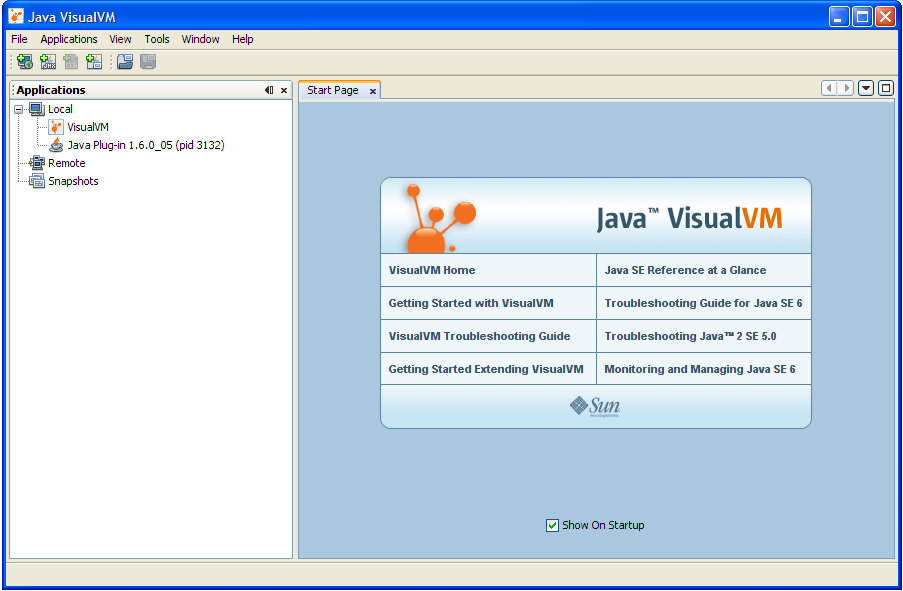 Java VisualVM
File Applications View Tools Window Help
Applications
Start Page
Local
VisualVM
Java Plug-in 1.6.0_05 (pid 3132)
Remote
Snapshots
Java™ VisualVM
VisualVM Home
Java SE Reference at a Glance
Getting Started with VisualVM
Troubleshooting Guide for Java SE 6
VisualVM Troubleshooting Guide
Troubleshooting Java™ 2 SE 5.0
Getting Started Extending VisualVM
Monitoring and Managing Java SE 6
Sun
Show On Startup